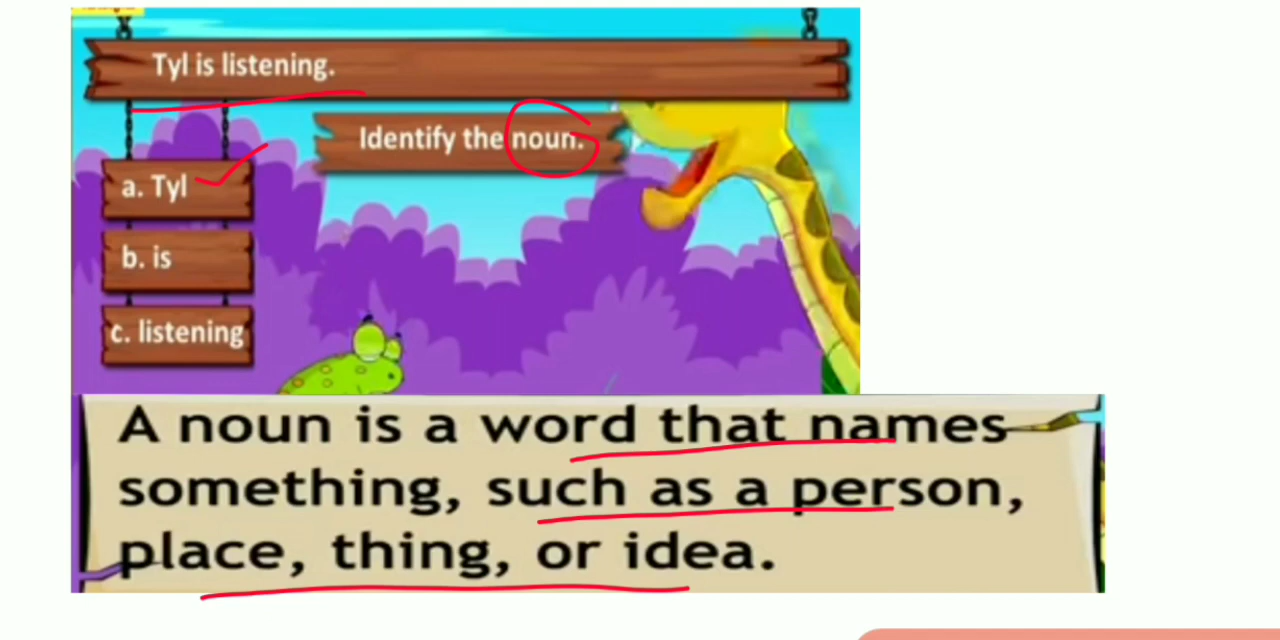 Tyl is listening.
Identify the noun.
a. Tyl
b. is
c. listening
A noun is a word that names
something, such as a person,
place, thing, or idea.